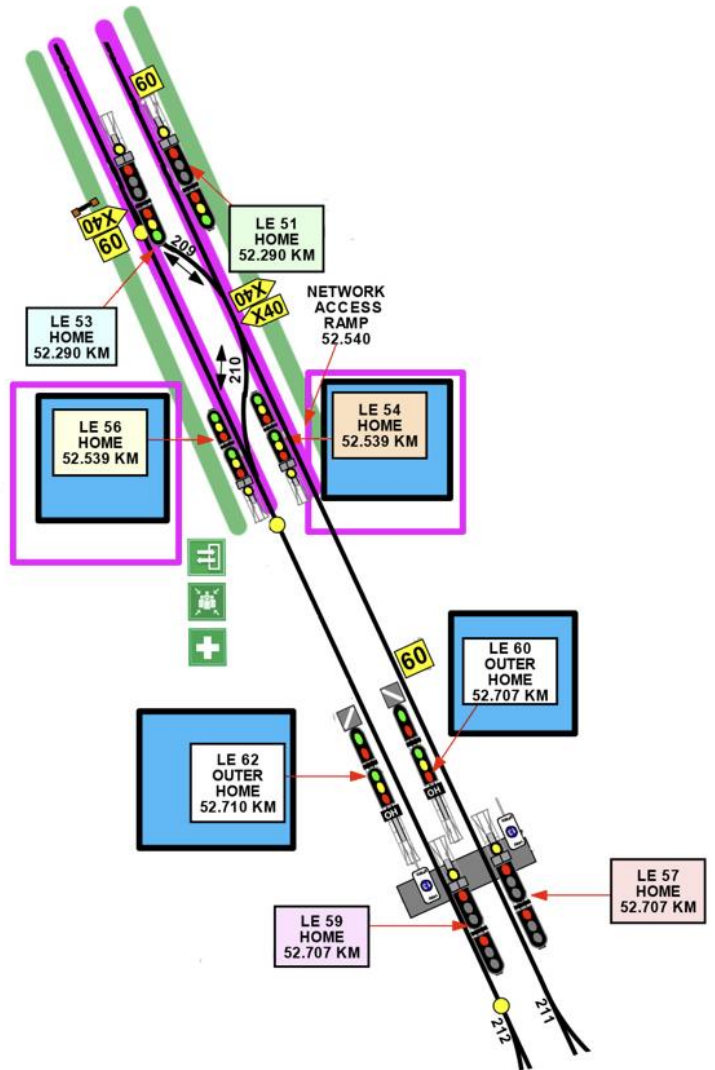 60
LE 51
HOME
52.290 KM
X40
60
209
X40
X40
NETWORK
ACCESS
RAMP
52.540
LE 53
HOME
52.290 KM
210
LE 56
HOME
52.539 KM
LE 54
HOME
52.539 KM
60
LE 60
OUTER
HOME
52.707 KM
LE 62
OUTER
HOME
52.710 KM
OH
OH
LE 57
HOME
52.707 KM
LE 59
HOME
52.707 KM
212
211